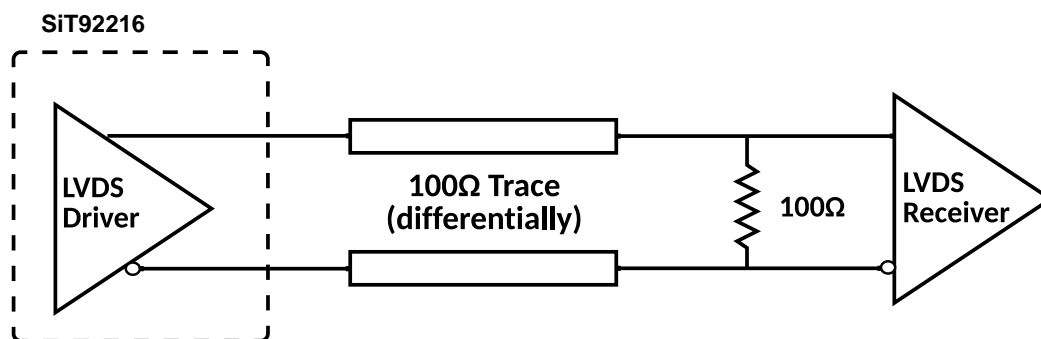 SiT92216
LVDS
Driver
100Ω Trace
(differentially)
100Ω
LVDS
Receiver